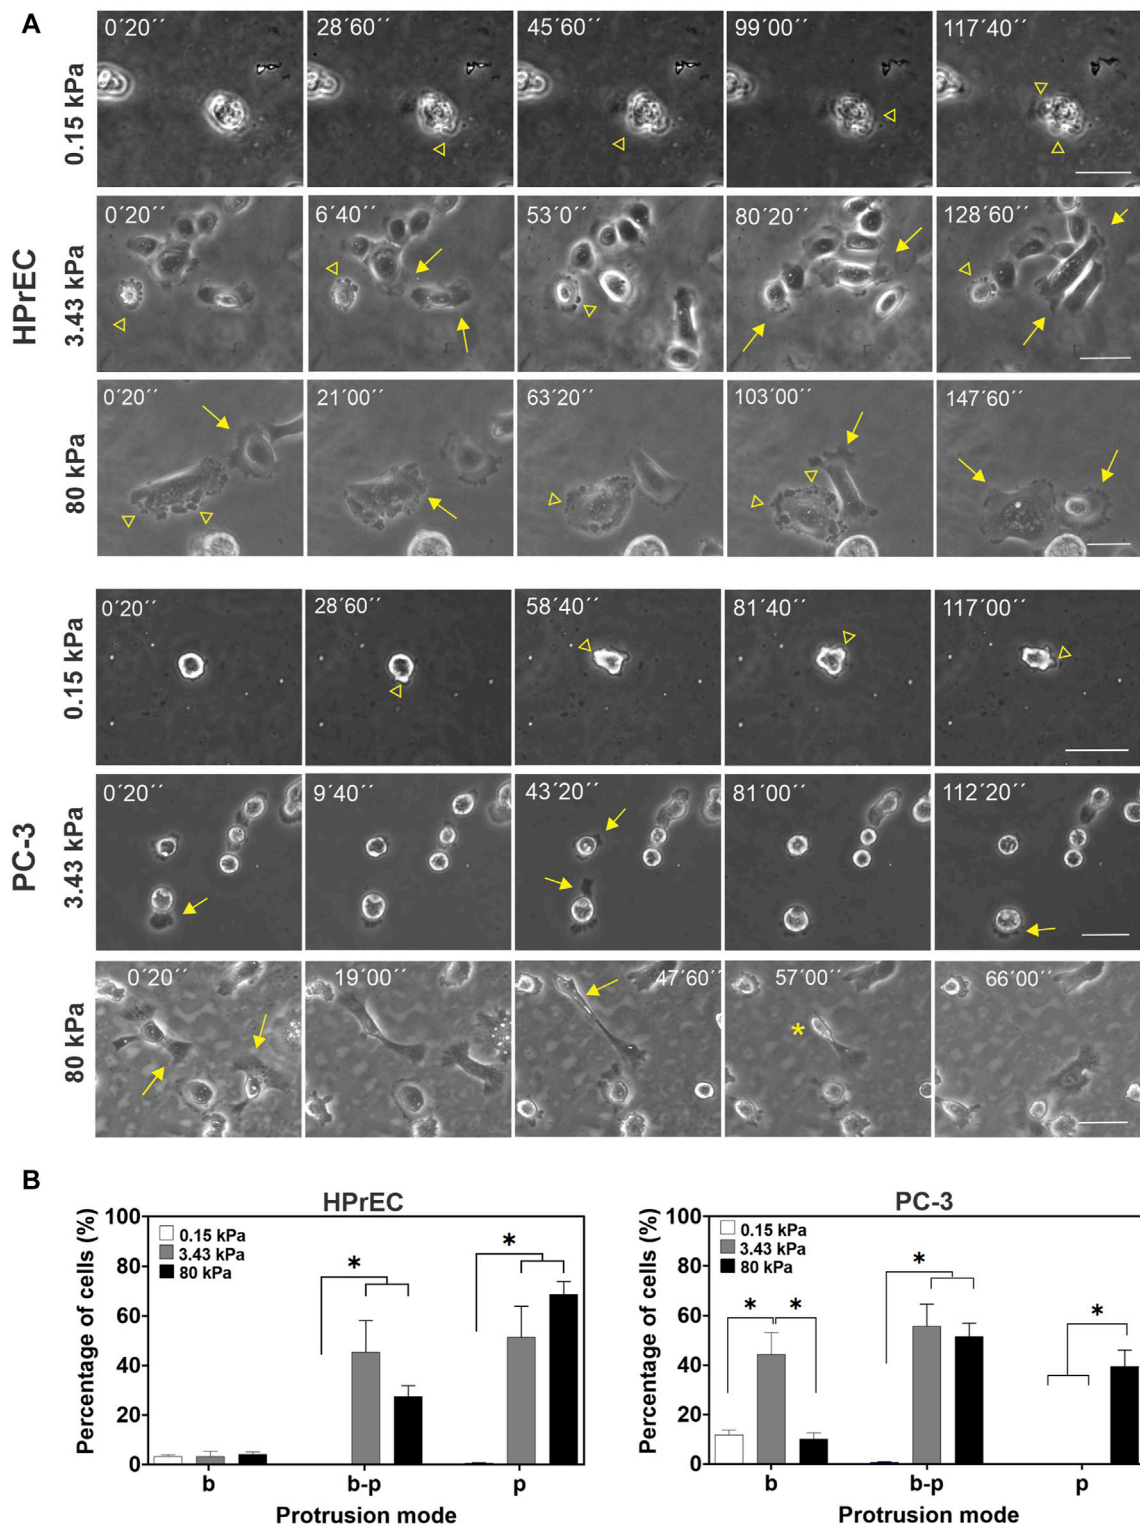 A
HPrEC
0.15 kPa
0´20´´ 28´60´´ 45´60´´ 99´00´´ 117´40´´
3.43 kPa
0´20´´ 6´40´´ 53´0´´ 80´20´´ 128´60´´
80 kPa
0´20´´ 21´00´´ 63´20´´ 103´00´´ 147´60´´
PC-3
0.15 kPa
0´20´´ 28´60´´ 58´40´´ 81´40´´ 117´00´´
3.43 kPa
0´20´´ 9´40´´ 43´20´´ 81´00´´ 112´20´´
80 kPa
0´20´´ 19´00´´ 47´60´´ 57´00´´ 66´00´´
*
B
HPrEC
Percentage of cells (%)
100
80
60
40
20
0
0.15 kPa
3.43 kPa
80 kPa
* *
b b-p p
Protrusion mode
PC-3
Percentage of cells (%)
100
80
60
40
20
0
0.15 kPa
3.43 kPa
80 kPa
* * * *
b b-p p
Protrusion mode